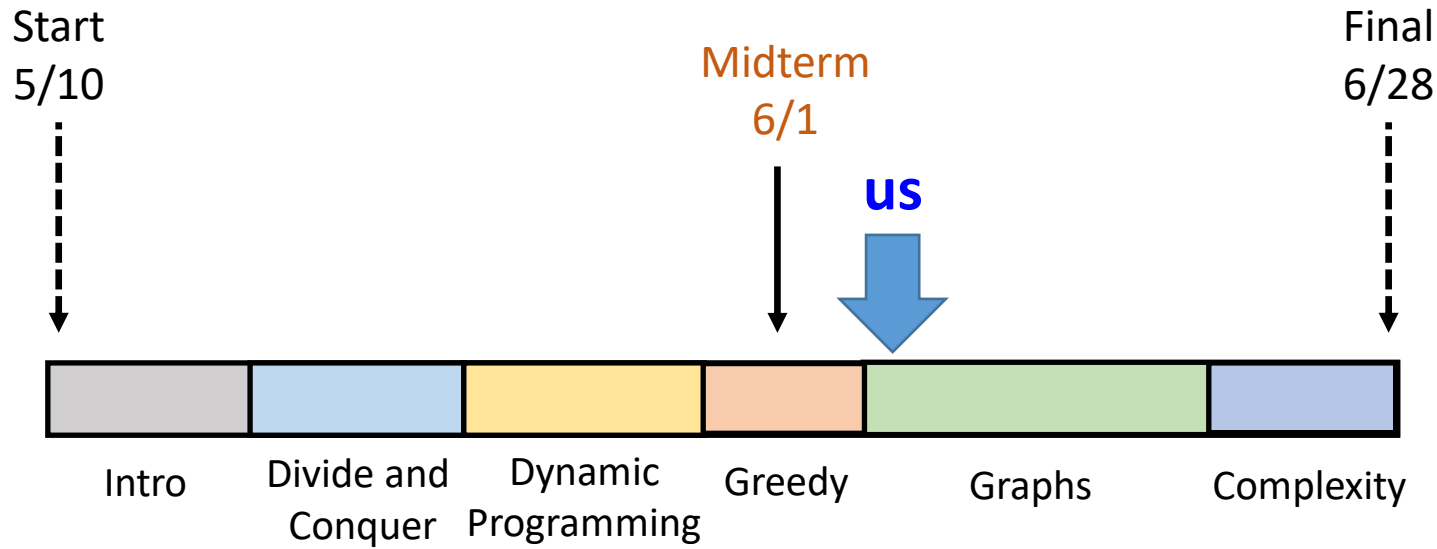 Start
5/10
Midterm
6/1
us
Final
6/28
Intro
Divide and
Conquer
Dynamic
Programming
Greedy
Graphs
Complexity